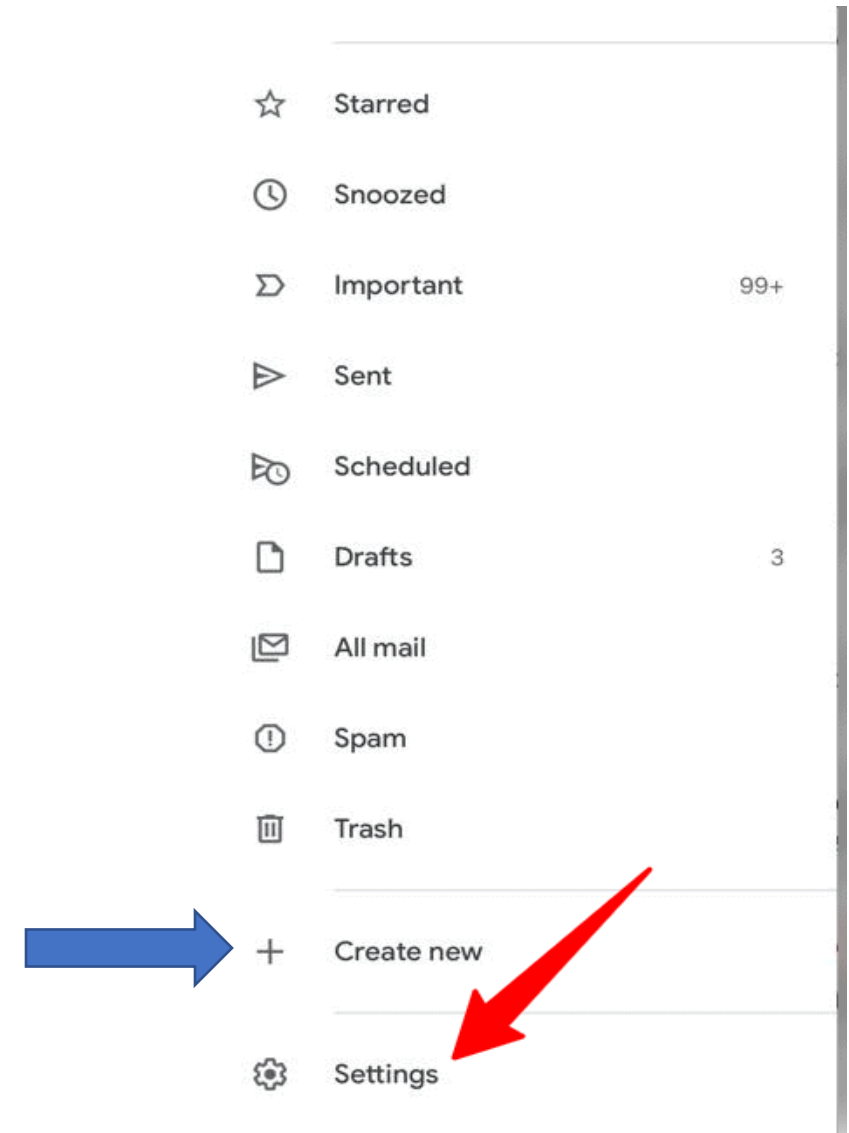 Starred
Snoozed
Important 99+
Sent
Scheduled
Drafts 3
All mail
Spam
Trash
Create new
Settings